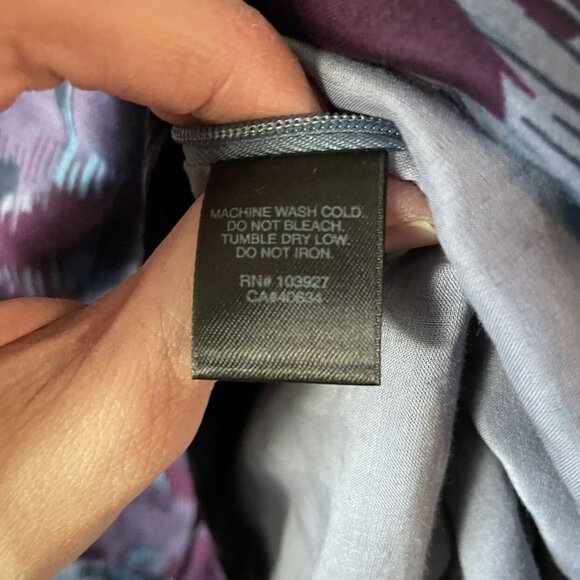 MACHINE WASH COLD.
DO NOT BLEACH.
TUMBLE DRY LOW.
DO NOT IRON.
RN# 103927
CA#40634